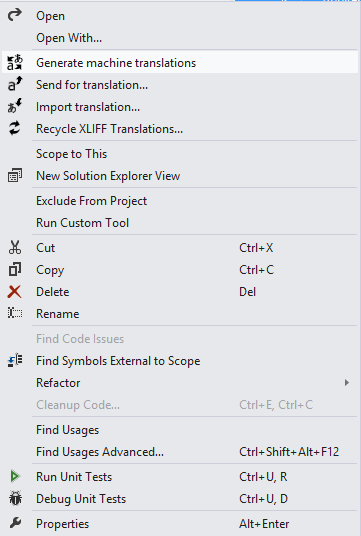 Open
Open With...
Generate machine translations
Send for translation...
Import translation...
Recycle XLIFF Translations...
Scope to This
New Solution Explorer View
Exclude From Project
Run Custom Tool
Cut Ctrl+X
Copy Ctrl+C
Delete Del
Rename
Find Code Issues
Find Symbols External to Scope
Refactor
Cleanup Code... Ctrl+E, Ctrl+C
Find Usages
Find Usages Advanced... Ctrl+Shift+Alt+F12
Run Unit Tests Ctrl+U, R
Debug Unit Tests Ctrl+U, D
Properties Alt+Enter